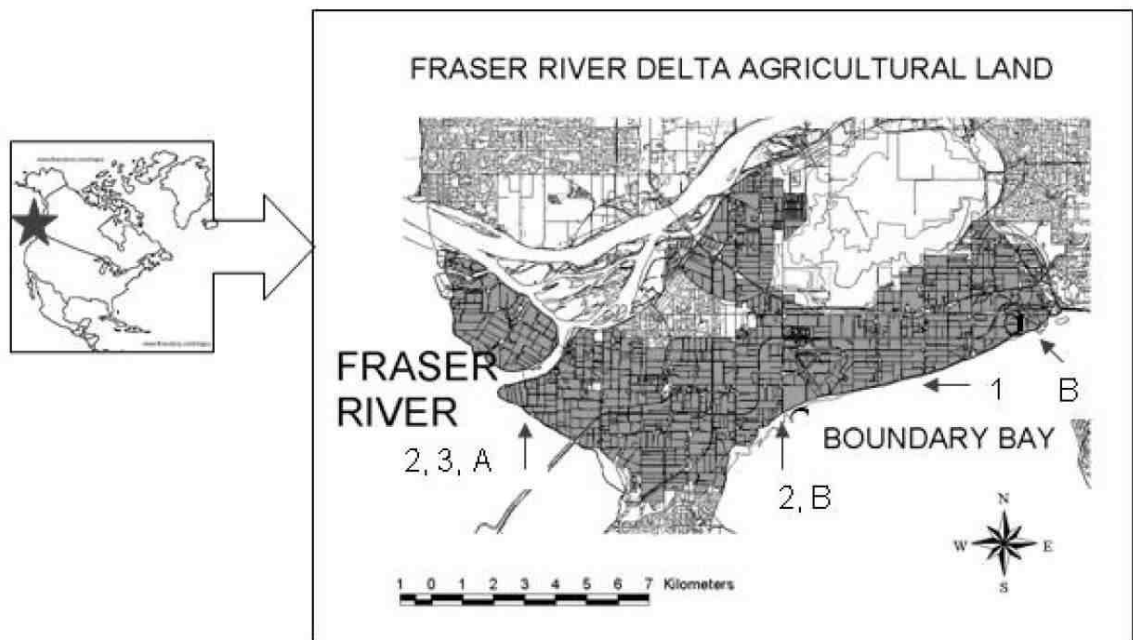 FRASER RIVER DELTA AGRICULTURAL LAND
FRASER
RIVER
2, 3, A
1
B
BOUNDARY BAY
2, B
N
W E
S
1 0 1 2 3 4 5 6 7 Kilometers